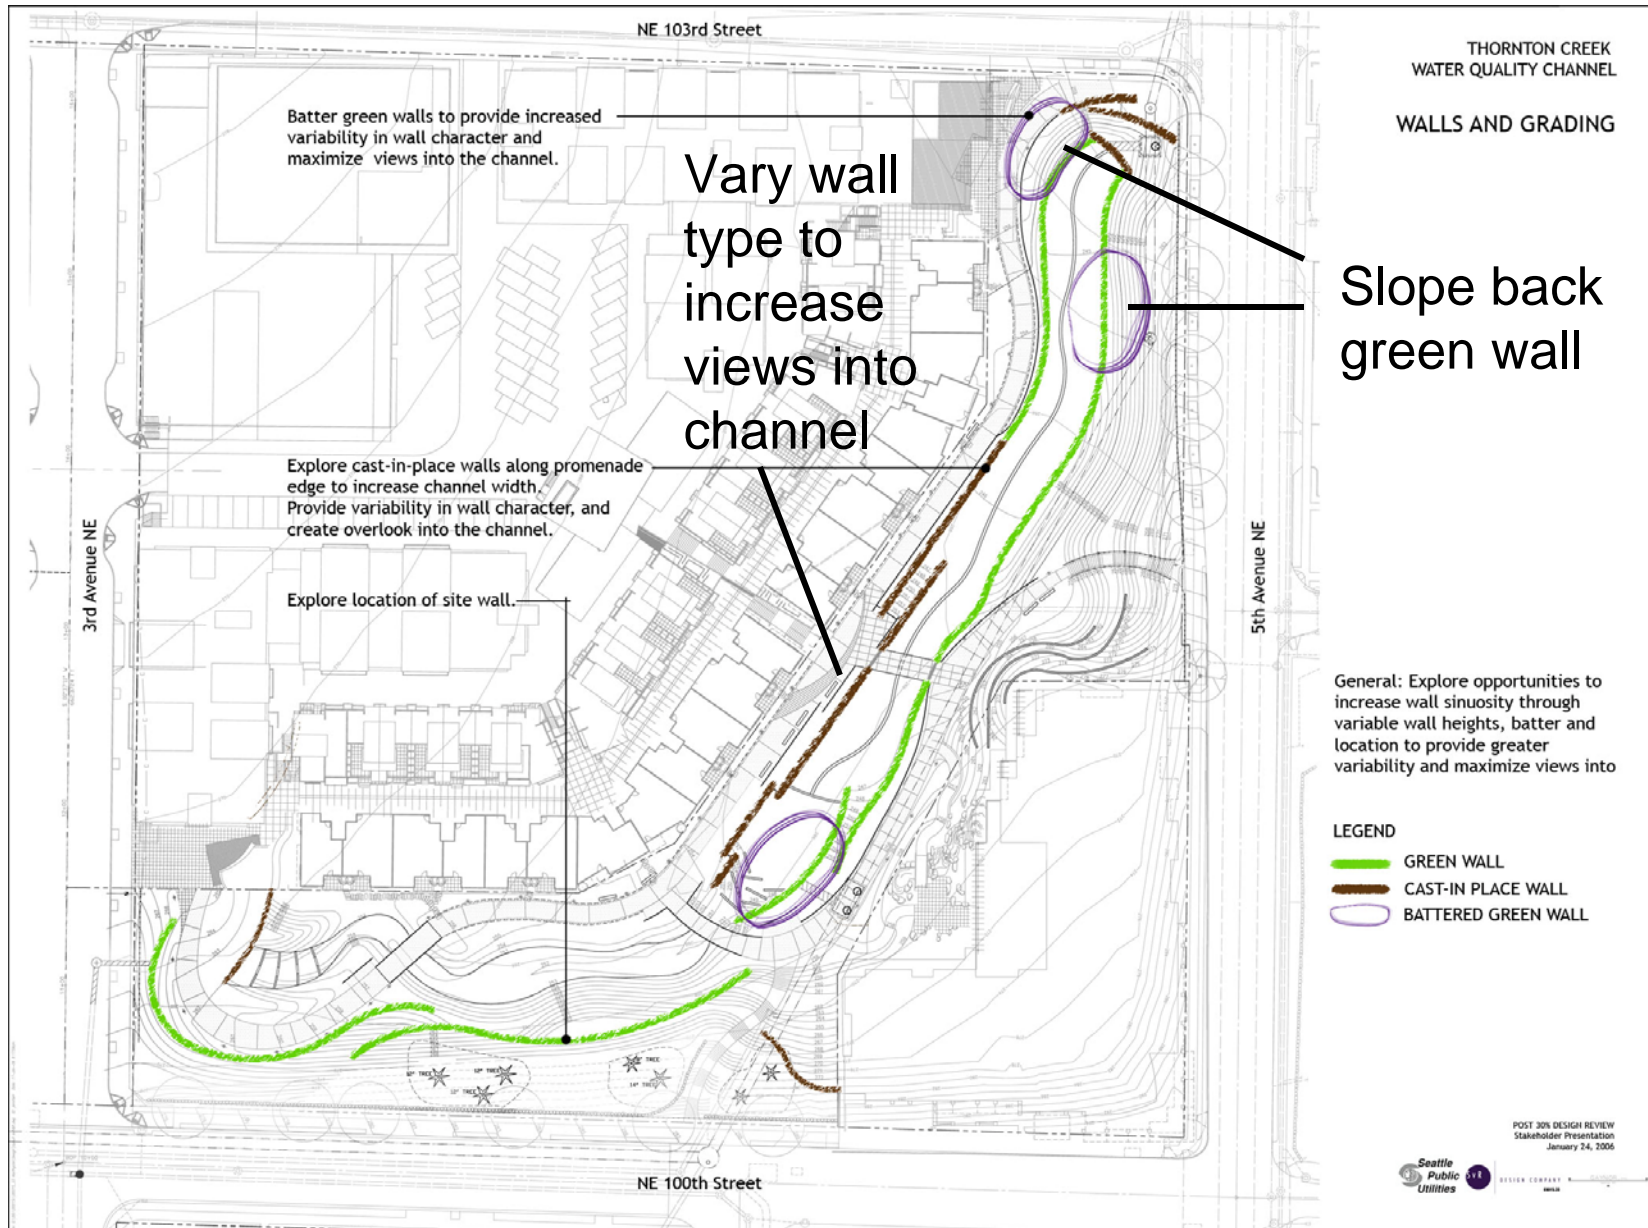 NE 103rd Street
THORNTON CREEK
WATER QUALITY CHANNEL
WALLS AND GRADING
Batter green walls to provide increased
variability in wall character and
maximize views into the channel.
Vary wall
type to
increase
views into
channel
Slope back
green wall
Explore cast-in-place walls along promenade
edge to increase channel width.
Provide variability in wall character, and
create overlook into the channel.
3rd Avenue NE
5th Avenue NE
Explore location of site wall.
General: Explore opportunities to
increase wall sinuosity through
variable wall heights, batter and
location to provide greater
variability and maximize views into
LEGEND
GREEN WALL
CAST-IN PLACE WALL
BATTERED GREEN WALL
NE 100th Street
POST 30% DESIGN REVIEW
Stakeholder Presentation
January 24, 2006
Seattle
Public
Utilities
SvR
DESIGN COMPANY